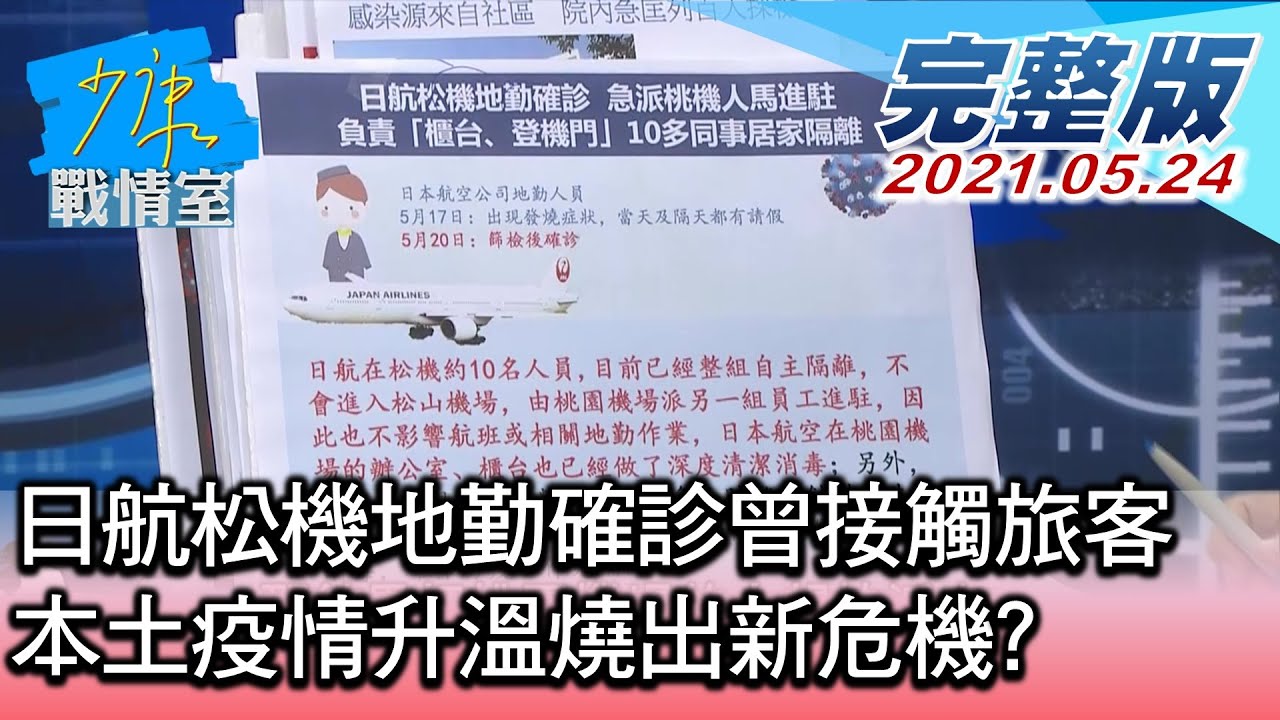 感染源來自社區 院內急匡列百人採檢
少康
戰情室
完整版
2021.05.24
日航松機地勤確診 急派桃機人馬進駐
負責「櫃台、登機門」10多同事居家隔離
日本航空公司地勤人員
5月17日：出現發燒症狀，當天及隔天都有請假
5月20日：篩檢後確診
JAPAN AIRLINES
日航在松機約10名人員，目前已經整組自主隔離，不
會進入松山機場，由桃園機場派另一組員工進駐，因
此也不影響航班或相關地勤作業，日本航空在桃園機
場的辦公室、櫃台也已經做了深度清潔消毒；另外，
004
日航松機地勤確診曾接觸旅客
本土疫情升溫燒出新危機?